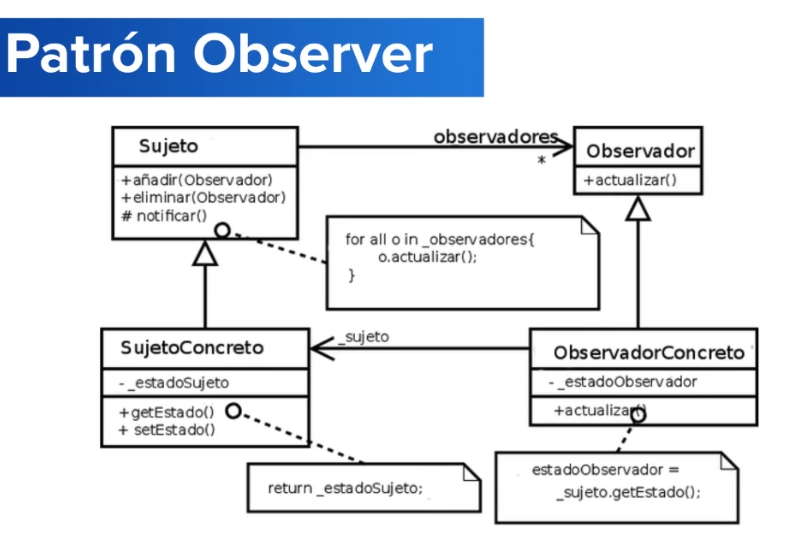 Patrón Observer
Sujeto
+añadir(Observador)
+eliminar(Observador)
# notificar()
observadores
*
Observador
+actualizar()
for all o in _observadores{
o.actualizar();
}
SujetoConcreto
- _estadoSujeto
+getEstado()
+ setEstado()
_sujeto
ObservadorConcreto
- _estadoObservador
+actualizar()
return _estadoSujeto;
estadoObservador =
_sujeto.getEstado();